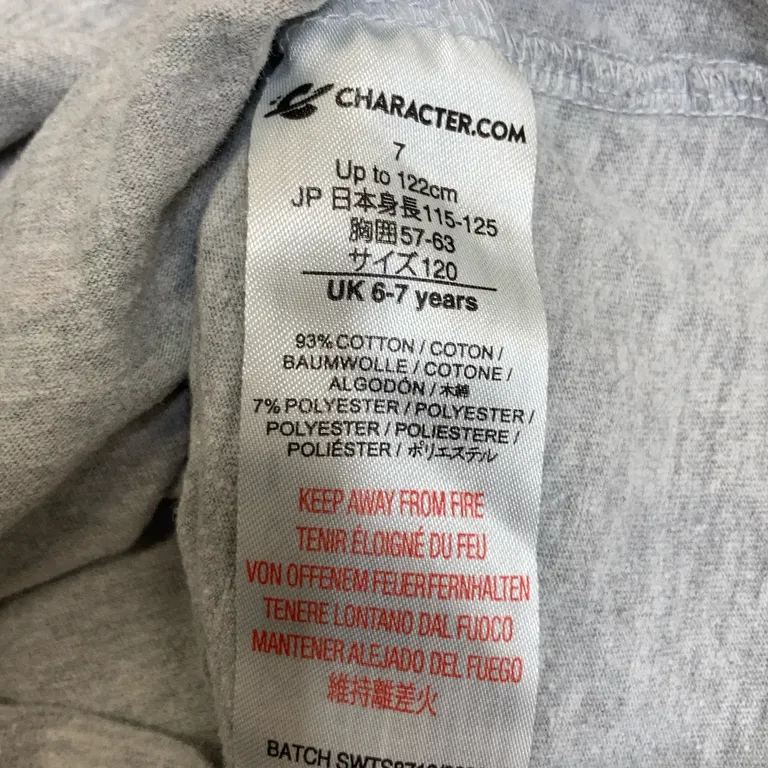 CHARACTER.COM
7
Up to 122cm
JP 日本身長115-125
胸囲57-63
サイズ120
UK 6-7 years
93% COTTON / COTON /
BAUMWOLLE / COTONE /
ALGODÓN / 木綿
7% POLYESTER / POLYESTER /
POLYESTER / POLIESTERE /
POLIÉSTER / ポリエステル
KEEP AWAY FROM FIRE
TENIR ÉLOIGNÉ DU FEU
VON OFFENEM FEUER FERNHALTEN
TENERE LONTANO DAL FUOCO
MANTENER ALEJADO DEL FUEGO
維持離差火
BATCH